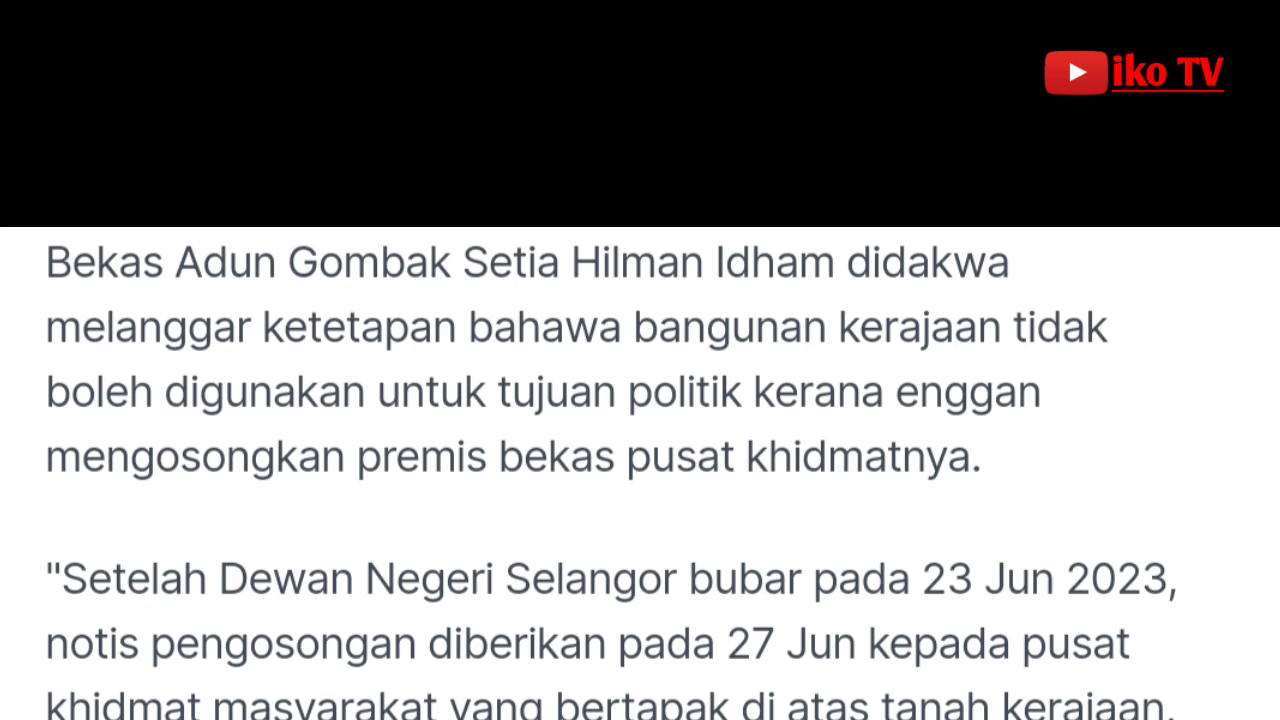 iko TV
Bekas Adun Gombak Setia Hilman Idham didakwa
melanggar ketetapan bahawa bangunan kerajaan tidak
boleh digunakan untuk tujuan politik kerana enggan
mengosongkan premis bekas pusat khidmatnya.
"Setelah Dewan Negeri Selangor bubar pada 23 Jun 2023,
notis pengosongan diberikan pada 27 Jun kepada pusat
khidmat masyarakat yang bertapak di atas tanah kerajaan.